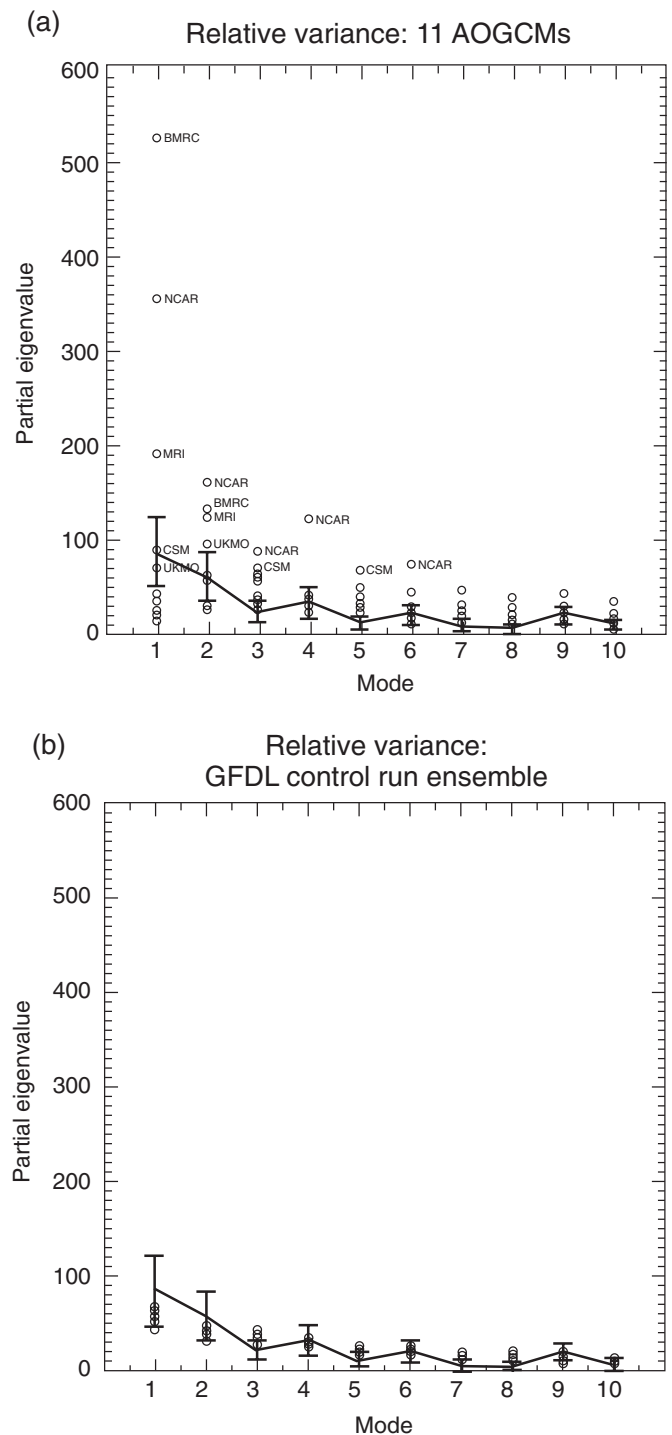 (a)
Relative variance: 11 AOGCMs
600
500
400
300
200
100
0
Partial eigenvalue
BMRC
NCAR
MRI
CSM
UKMO
NCAR
BMRC
MRI
UKMO
NCAR
CSM
NCAR
CSM
NCAR
1 2 3 4 5 6 7 8 9 10
Mode
(b)
Relative variance:
GFDL control run ensemble
600
500
400
300
200
100
0
Partial eigenvalue
1 2 3 4 5 6 7 8 9 10
Mode